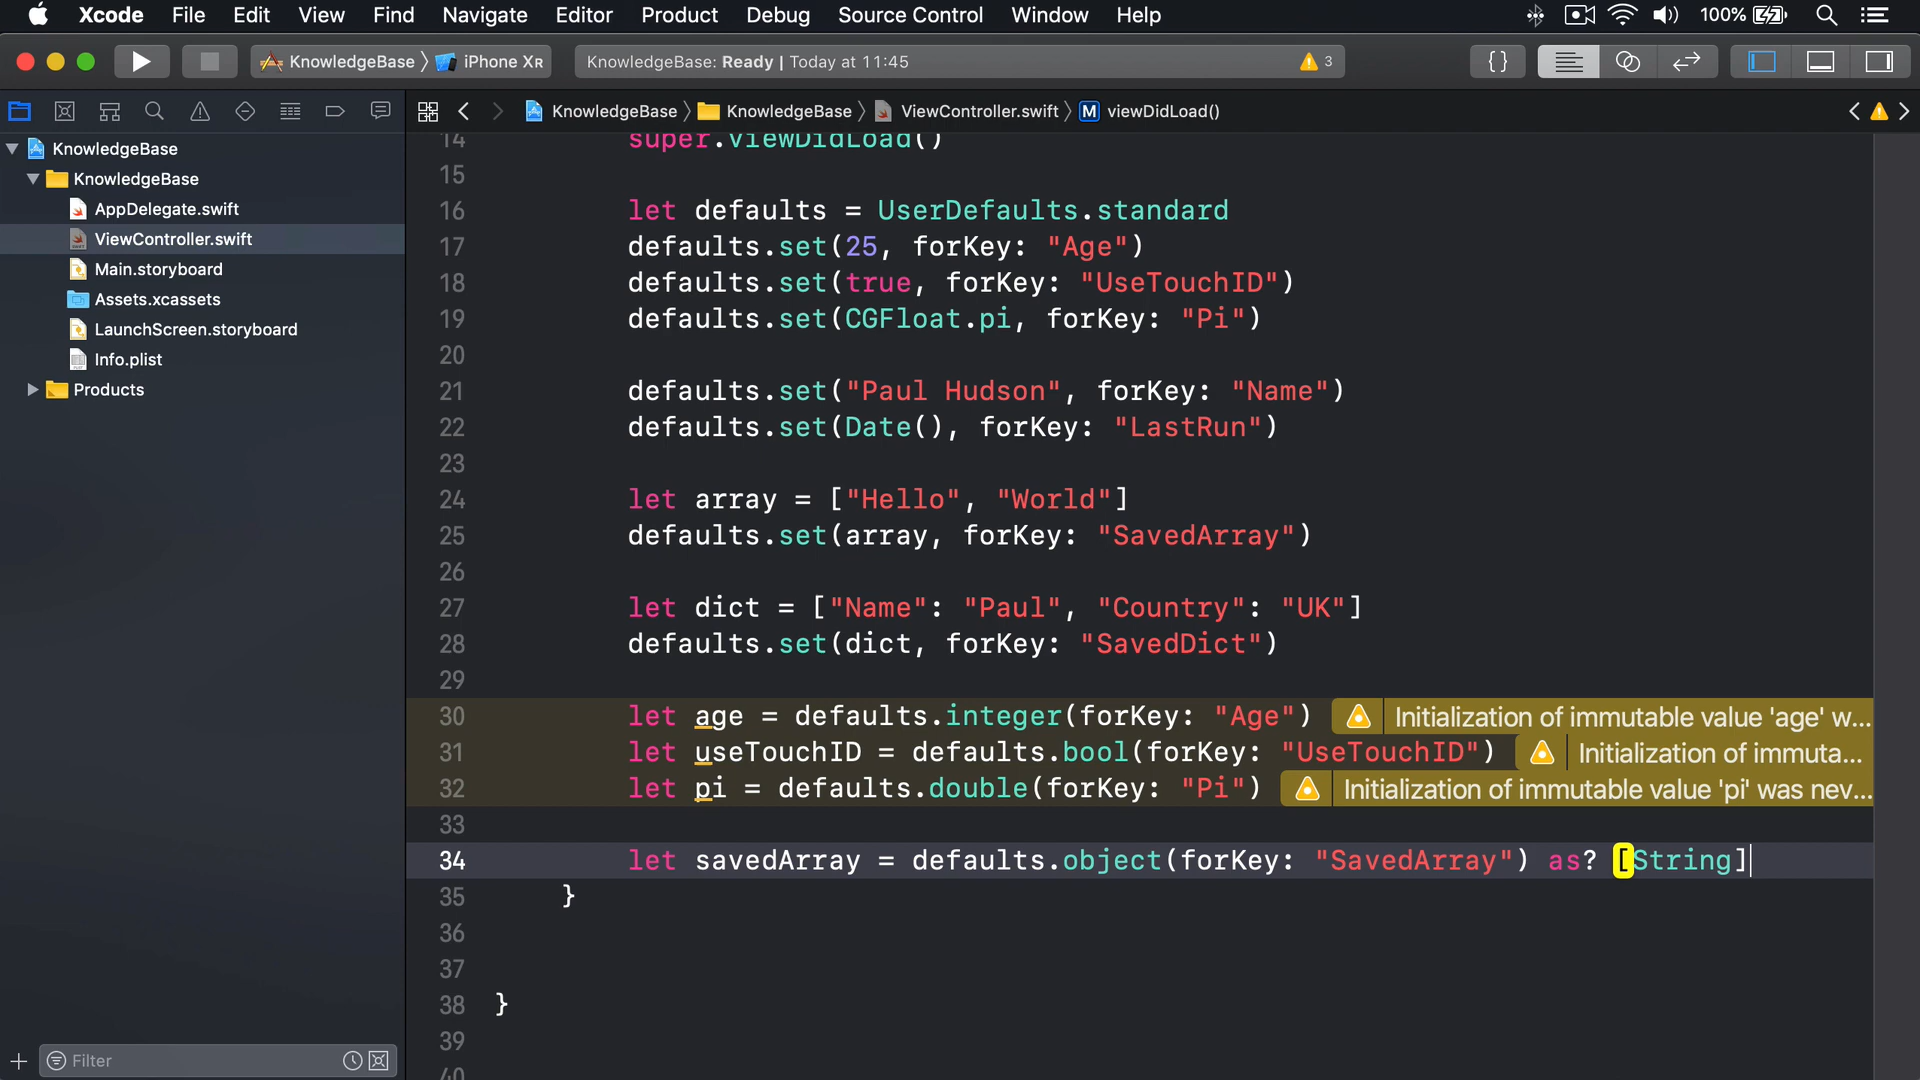 Xcode File Edit View Find Navigate Editor Product Debug Source Control Window Help 100%
KnowledgeBase iPhone XR KnowledgeBase: Ready | Today at 11:45 3 {}
KnowledgeBase KnowledgeBase ViewController.swift M viewDidLoad()
KnowledgeBase
KnowledgeBase
AppDelegate.swift
ViewController.swift
Main.storyboard
Assets.xcassets
LaunchScreen.storyboard
Info.plist
Products
Filter
14 super.viewDidLoad()
15
16 let defaults = UserDefaults.standard
17 defaults.set(25, forKey: "Age")
18 defaults.set(true, forKey: "UseTouchID")
19 defaults.set(CGFloat.pi, forKey: "Pi")
20
21 defaults.set("Paul Hudson", forKey: "Name")
22 defaults.set(Date(), forKey: "LastRun")
23
24 let array = ["Hello", "World"]
25 defaults.set(array, forKey: "SavedArray")
26
27 let dict = ["Name": "Paul", "Country": "UK"]
28 defaults.set(dict, forKey: "SavedDict")
29
30 let age = defaults.integer(forKey: "Age") Initialization of immutable value 'age' w...
31 let useTouchID = defaults.bool(forKey: "UseTouchID") Initialization of immuta...
32 let pi = defaults.double(forKey: "Pi") Initialization of immutable value 'pi' was nev...
33
34 let savedArray = defaults.object(forKey: "SavedArray") as? [String]
35 }
36
37
38 }
39
40